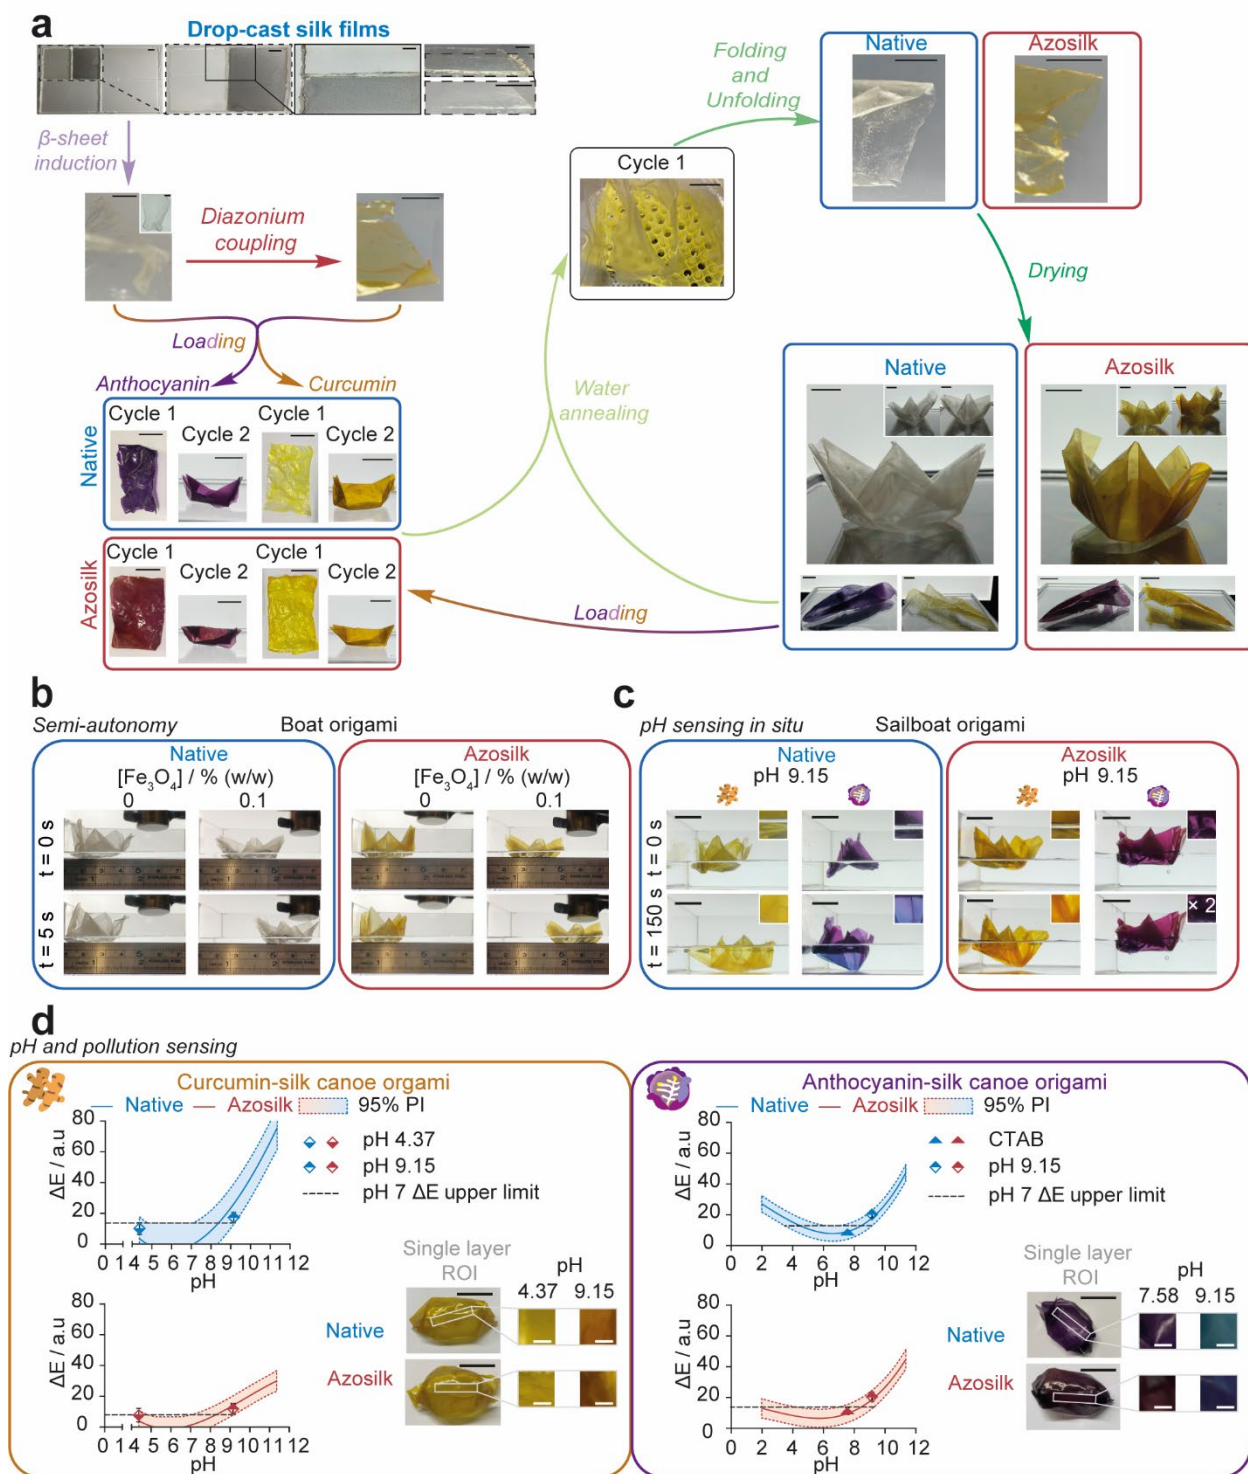 a
Drop-cast silk films
β-sheet
induction
Diazonium
coupling
Loading
Anthocyanin
Curcumin
Native
Cycle 1
Cycle 2
Cycle 1
Cycle 2
Azosilk
Cycle 1
Cycle 2
Cycle 1
Cycle 2
Water
annealing
Cycle 1
Folding
and
Unfolding
Native
Azosilk
Drying
Native
Azosilk
Loading
b
Semi-autonomy
Boat origami
Native
[Fe3O4] / % (w/w)
0
0.1
Azosilk
[Fe3O4] / % (w/w)
0
0.1
t = 0 s
t = 5 s
c
pH sensing in situ
Sailboat origami
Native
pH 9.15
Azosilk
pH 9.15
t = 0 s
t = 150 s
× 2
d
pH and pollution sensing
Curcumin-silk canoe orgami
Native
Azosilk
95% PI
ΔE / a.u
80
60
40
20
0
0 1 4 5 6 7 8 9 10 11 12
pH
pH 4.37
pH 9.15
pH 7 ΔE upper limit
ΔE / a.u
80
60
40
20
0
0 1 4 5 6 7 8 9 10 11 12
pH
Single layer
ROI
pH
4.37
9.15
Native
Azosilk
Anthocyanin-silk canoe origami
Native
Azosilk
95% PI
ΔE / a.u
80
60
40
20
0
0 2 4 6 8 10 12
pH
CTAB
pH 9.15
pH 7 ΔE upper limit
ΔE / a.u
80
60
40
20
0
0 2 4 6 8 10 12
pH
Single layer
ROI
pH
7.58
9.15
Native
Azosilk